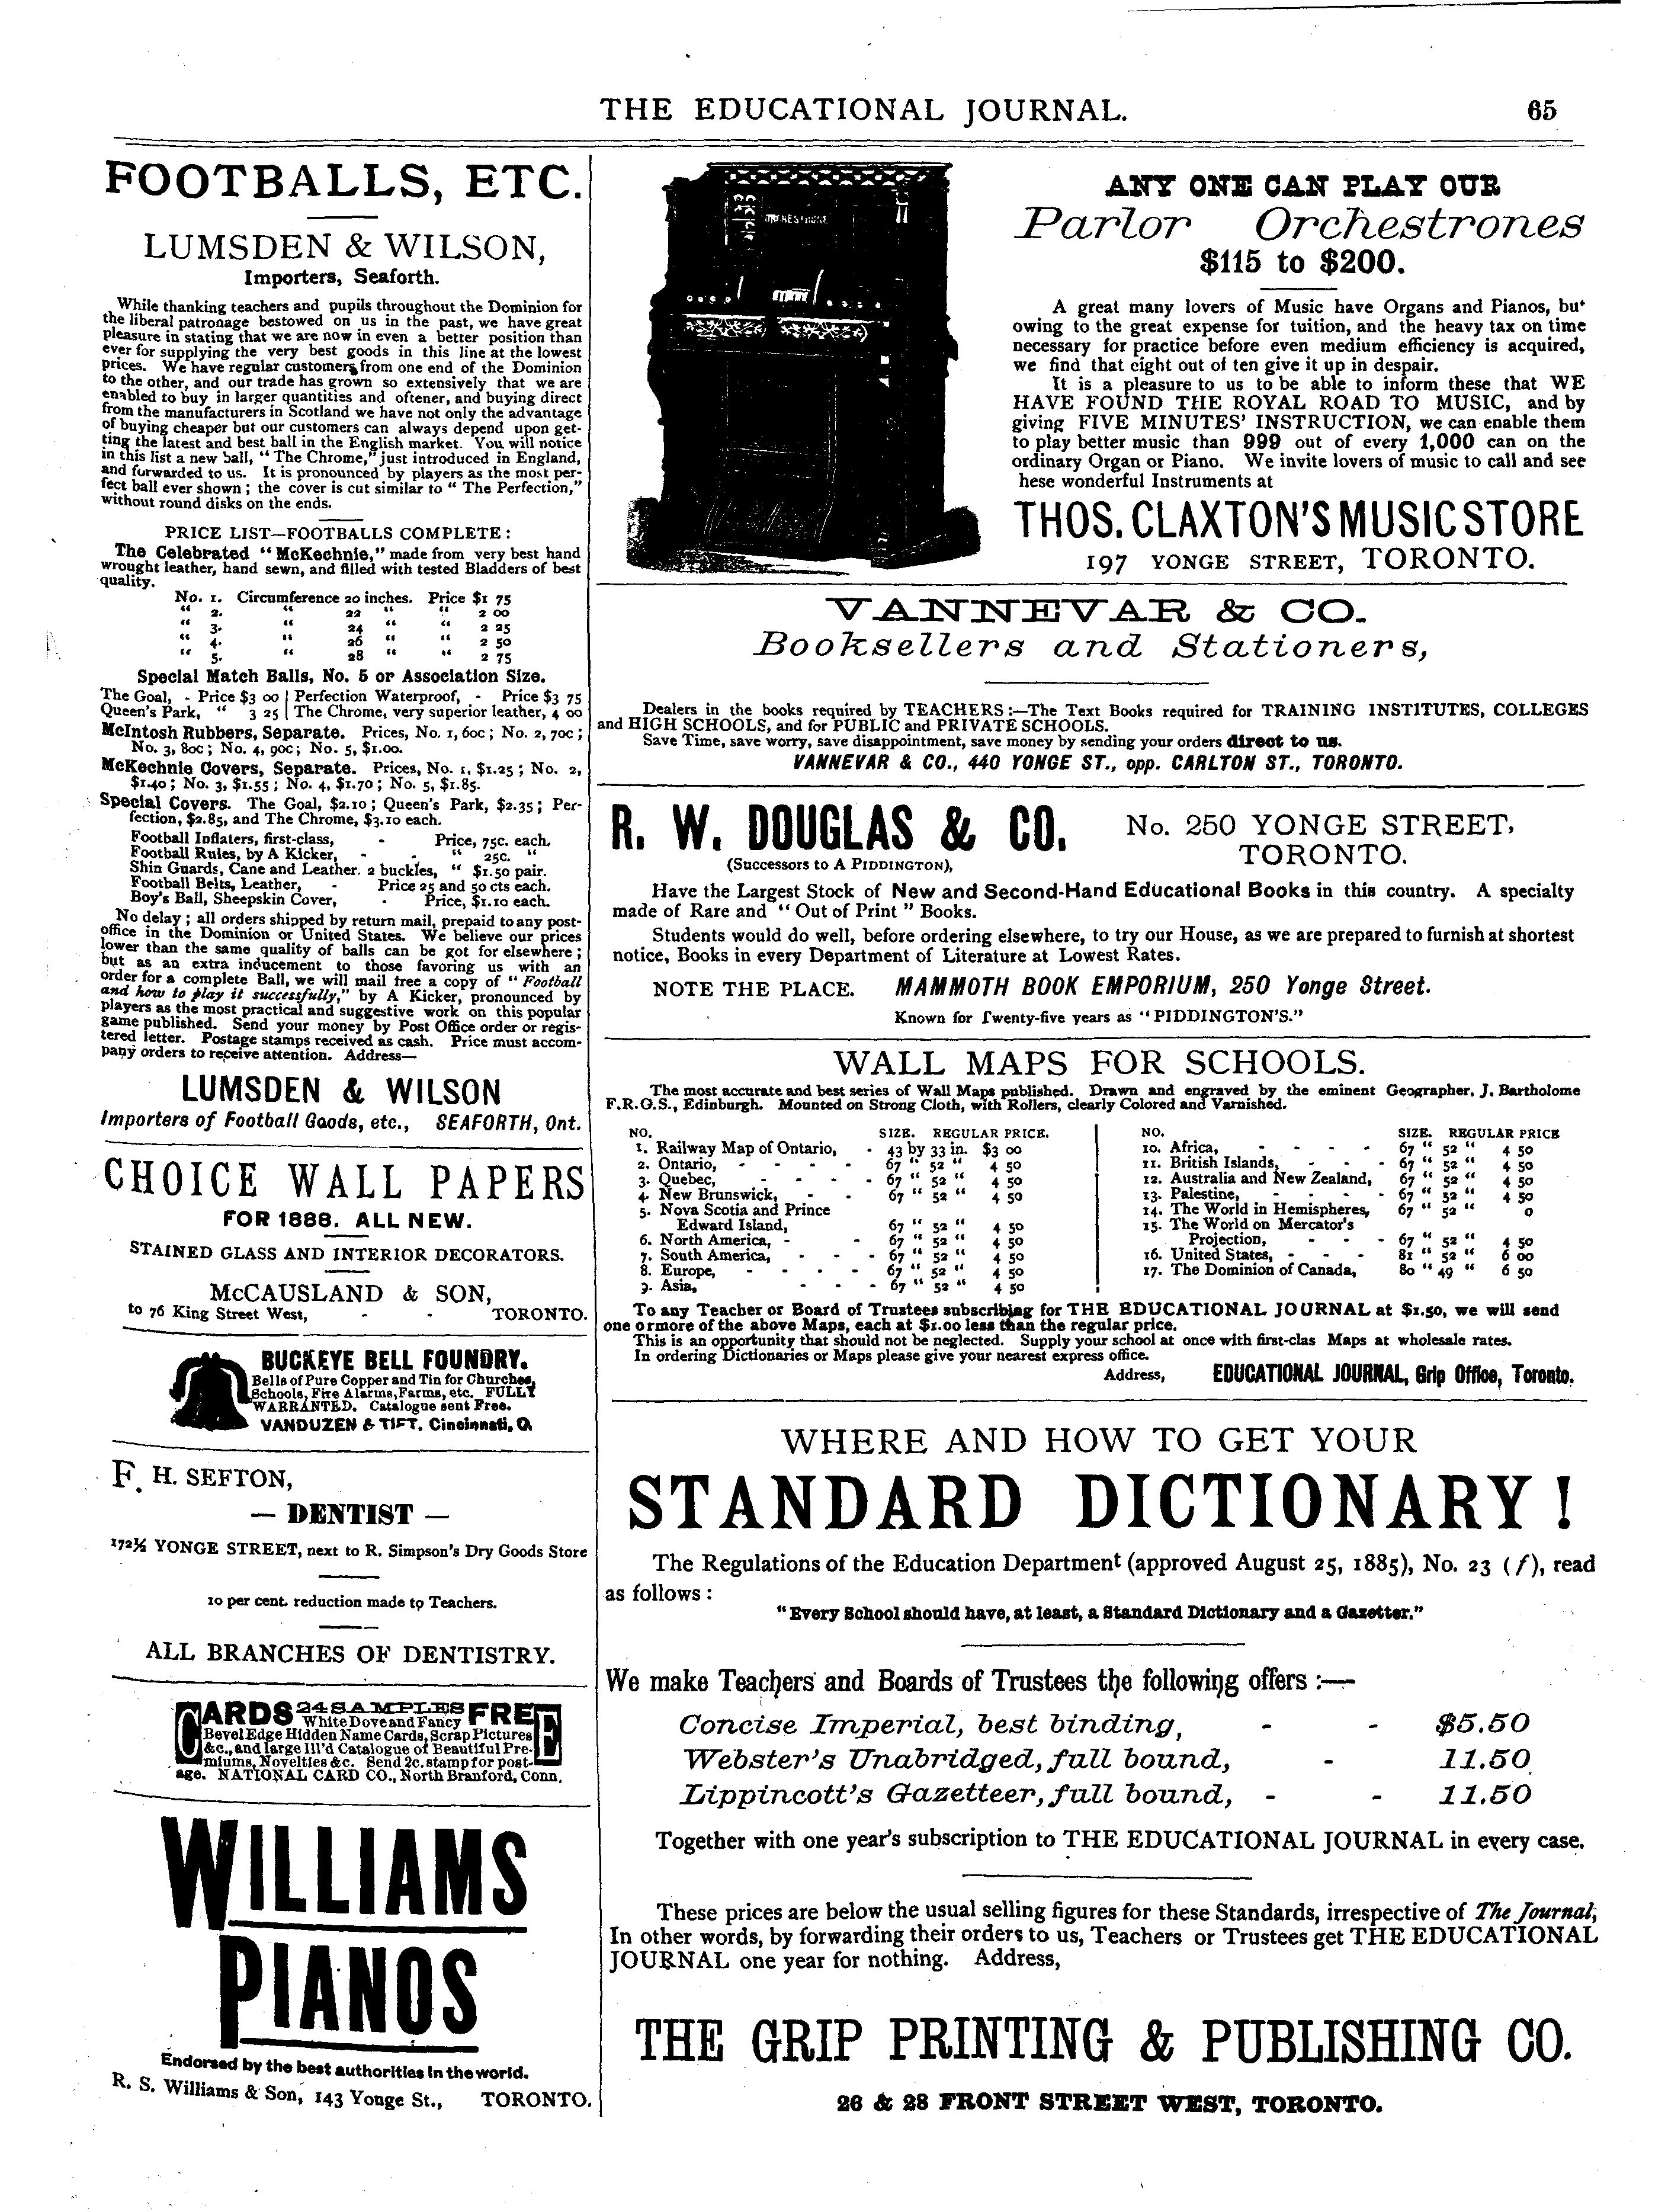 THE EDUCATIONAL JOURNAL. 65
FOOTBALLS, ETC.
LUMSDEN & WILSON,
Importers, Seaforth.
While thanking teachers and pupils throughout the Dominion for
the liberal patronage bestowed on us in the past, we have great
pleasure in stating that we are now in even a better position than
ever for supplying the very best goods in this line at the lowest
prices. We have regular customers from one end of the Dominion
to the other, and our trade has grown so extensively that we are
enabled to buy in larger quantities and oftener, and buying direct
from the manufacturers in Scotland we have not only the advantage
of buying cheaper but our customers can always depend upon get-
ting the latest and best ball in the English market. You will notice
in this list a new ball, "The Chrome," just introduced in England,
and forwarded to us. It is pronounced by players as the most per-
fect ball ever shown; the cover is cut similar to "The Perfection,"
without round disks on the ends.
PRICE LIST—FOOTBALLS COMPLETE:
The Celebrated "McKechnie," made from very best hand
wrought leather, hand sewn, and filled with tested Bladders of best
quality.
No. 1. Circumference 20 inches. Price $1 75
" 2. " 22 " " 2 00
" 3. " 24 " " 2 25
" 4. " 26 " " 2 50
" 5. " 28 " " 2 75
Special Match Balls, No. 5 or Association Size.
The Goal, - Price $3 00 | Perfection Waterproof, - Price $3 75
Queen's Park, " 3 25 | The Chrome, very superior leather, 4 00
McIntosh Rubbers, Separate. Prices, No. 1, 60c; No. 2, 70c;
No. 3, 80c; No. 4, 90c; No. 5, $1.00.
McKechnie Covers, Separate. Prices, No. 1, $1.25; No. 2,
$1.40; No. 3, $1.55; No. 4, $1.70; No. 5, $1.85.
Special Covers. The Goal, $2.10; Queen's Park, $2.35; Per-
fection, $2.85, and The Chrome, $3.10 each.
Football Inflaters, first-class, - Price, 75c. each.
Football Rules, by A Kicker, - - " 25c. "
Shin Guards, Cane and Leather. 2 buckles, " $1.50 pair.
Football Belts, Leather, - Price 25 and 50 cts each.
Boy's Ball, Sheepskin Cover, - Price, $1.10 each.
No delay; all orders shipped by return mail, prepaid to any post-
office in the Dominion or United States. We believe our prices
lower than the same quality of balls can be got for elsewhere;
but as an extra inducement to those favoring us with an
order for a complete Ball, we will mail free a copy of "Football
and how to play it successfully," by A Kicker, pronounced by
players as the most practical and suggestive work on this popular
game published. Send your money by Post Office order or regis-
tered letter. Postage stamps received as cash. Price must accom-
pany orders to receive attention. Address—
LUMSDEN & WILSON
Importers of Football Goods, etc., SEAFORTH, Ont.
CHOICE WALL PAPERS
FOR 1888. ALL NEW.
STAINED GLASS AND INTERIOR DECORATORS.
McCAUSLAND & SON,
to 76 King Street West, - - TORONTO.
BUCKEYE BELL FOUNDRY.
Bells of Pure Copper and Tin for Churches,
Schools, Fire Alarms, Farms, etc. FULLY
WARRANTED. Catalogue sent Free.
VANDUZEN & TIFT, Cincinnati, O.
F. H. SEFTON,
— DENTIST —
172½ YONGE STREET, next to R. Simpson's Dry Goods Store
10 per cent. reduction made to Teachers.
ALL BRANCHES OF DENTISTRY.
CARDS 24 SAMPLES FREE
White Dove and Fancy
Bevel Edge Hidden Name Cards, Scrap Pictures
&c., and large Ill'd Catalogue of Beautiful Pre-
miums, Novelties &c. Send 2c. stamp for post-
age. NATIONAL CARD CO., North Branford, Conn.
WILLIAMS
PIANOS
Endorsed by the best authorities in the world.
R. S. Williams & Son, 143 Yonge St., TORONTO.
ORCHESTRONE
ANY ONE CAN PLAY OUR
Parlor Orchestrones
$115 to $200.
A great many lovers of Music have Organs and Pianos, but
owing to the great expense for tuition, and the heavy tax on time
necessary for practice before even medium efficiency is acquired,
we find that eight out of ten give it up in despair.
It is a pleasure to us to be able to inform these that WE
HAVE FOUND THE ROYAL ROAD TO MUSIC, and by
giving FIVE MINUTES' INSTRUCTION, we can enable them
to play better music than 999 out of every 1,000 can on the
ordinary Organ or Piano. We invite lovers of music to call and see
hese wonderful Instruments at
THOS. CLAXTON'S MUSIC STORE
197 YONGE STREET, TORONTO.
VANNEVAR & CO.
Booksellers and Stationers,
Dealers in the books required by TEACHERS:—The Text Books required for TRAINING INSTITUTES, COLLEGES
and HIGH SCHOOLS, and for PUBLIC and PRIVATE SCHOOLS.
Save Time, save worry, save disappointment, save money by sending your orders direct to us.
VANNEVAR & CO., 440 YONGE ST., opp. CARLTON ST., TORONTO.
R. W. DOUGLAS & CO. No. 250 YONGE STREET,
(Successors to A PIDDINGTON), TORONTO.
Have the Largest Stock of New and Second-Hand Educational Books in this country. A specialty
made of Rare and "Out of Print" Books.
Students would do well, before ordering elsewhere, to try our House, as we are prepared to furnish at shortest
notice, Books in every Department of Literature at Lowest Rates.
NOTE THE PLACE. MAMMOTH BOOK EMPORIUM, 250 Yonge Street.
Known for Twenty-five years as "PIDDINGTON'S."
WALL MAPS FOR SCHOOLS.
The most accurate and best series of Wall Maps published. Drawn and engraved by the eminent Geographer, J. Bartholome
F.R.G.S., Edinburgh. Mounted on Strong Cloth, with Rollers, clearly Colored and Varnished.
NO. SIZE. REGULAR PRICE.
1. Railway Map of Ontario, - 43 by 33 in. $3 00
2. Ontario, - - - - 67 " 52 " 4 50
3. Quebec, - - - - 67 " 52 " 4 50
4. New Brunswick, - - 67 " 52 " 4 50
5. Nova Scotia and Prince
Edward Island, 67 " 52 " 4 50
6. North America, - - 67 " 52 " 4 50
7. South America, - - - 67 " 52 " 4 50
8. Europe, - - - - 67 " 52 " 4 50
9. Asia, - - - 67 " 52 " 4 50
NO. SIZE. REGULAR PRICE
10. Africa, - - - - 67 " 52 " 4 50
11. British Islands, - - - 67 " 52 " 4 50
12. Australia and New Zealand, 67 " 52 " 4 50
13. Palestine, - - - - 67 " 52 " 4 50
14. The World in Hemispheres, 67 " 52 " 0
15. The World on Mercator's
Projection, - - - 67 " 52 " 4 50
16. United States, - - - 81 " 52 " 6 00
17. The Dominion of Canada, 80 " 49 " 6 50
To any Teacher or Board of Trustees subscribing for THE EDUCATIONAL JOURNAL at $1.50, we will send
one or more of the above Maps, each at $1.00 less than the regular price.
This is an opportunity that should not be neglected. Supply your school at once with first-clas Maps at wholesale rates.
In ordering Dictionaries or Maps please give your nearest express office.
Address, EDUCATIONAL JOURNAL, Grip Office, Toronto.
WHERE AND HOW TO GET YOUR
STANDARD DICTIONARY!
The Regulations of the Education Department (approved August 25, 1885), No. 23 (f), read
as follows:
"Every School should have, at least, a Standard Dictionary and a Gazetter."
We make Teachers and Boards of Trustees the following offers:—
Concise Imperial, best binding, - - $5.50
Webster's Unabridged, full bound, - 11.50
Lippincott's Gazetteer, full bound, - - 11.50
Together with one year's subscription to THE EDUCATIONAL JOURNAL in every case.
These prices are below the usual selling figures for these Standards, irrespective of The Journal,
In other words, by forwarding their orders to us, Teachers or Trustees get THE EDUCATIONAL
JOURNAL one year for nothing. Address,
THE GRIP PRINTING & PUBLISHING CO.
26 & 28 FRONT STREET WEST, TORONTO.